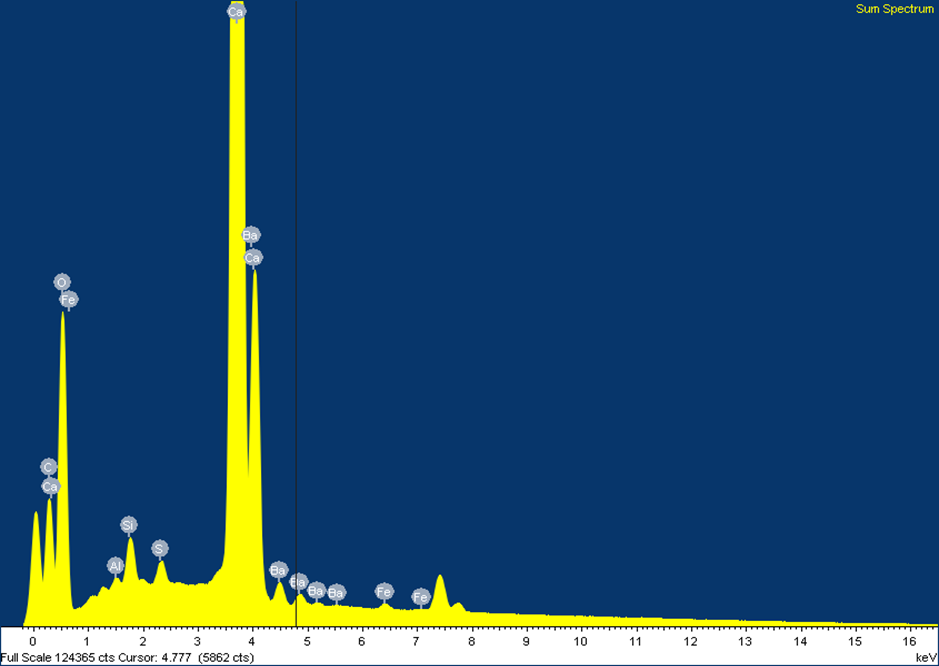 Sum Spectrum
Ca
Ba
Ca
O
Fe
C
Ca
Si
S
Al
Ba
Ba
Ba
Ba
Fe
Fe
0 1 2 3 4 5 6 7 8 9 10 11 12 13 14 15 16
Full Scale 124365 cts Cursor: 4.777 (5862 cts) keV